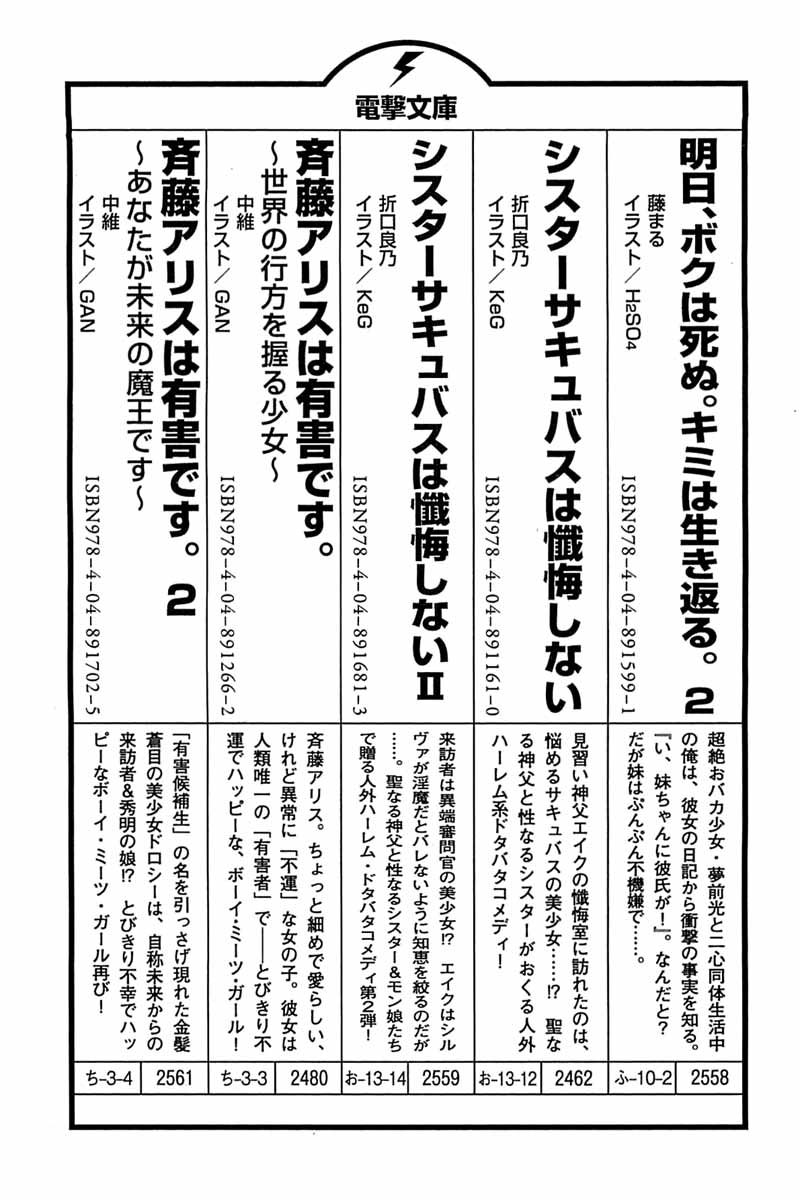 電撃文庫
明日、ボクは死ぬ。キミは生き返る。 2
藤まる
イラスト/H2SO4
ISBN978-4-04-891599-1
超絶おバカ少女・夢前光と二心同体生活中
の俺は、彼女の日記から衝撃の事実を知る。
『い、妹ちゃんに彼氏が！』。なんだと？
だが妹はぷんぷん不機嫌で……。
ふ-10-2
2558
シスターサキュバスは懺悔しない
折口良乃
イラスト/KeG
ISBN978-4-04-891161-0
見習い神父エイクの懺悔室に訪れたのは、
悩めるサキュバスの美少女……!? 聖な
る神父と性なるシスターがおくる人外
ハーレム系ドタバタコメディ！
お-13-12
2462
シスターサキュバスは懺悔しないⅡ
折口良乃
イラスト/KeG
ISBN978-4-04-891681-3
来訪者は異端審問官の美少女!? エイクはシル
ヴァが淫魔だとバレないように知恵を絞るのだが
……。聖なる神父と性なるシスター&モン娘たち
で贈る人外ハーレム・ドタバタコメディ第2弾！
お-13-14
2559
斉藤アリスは有害です。
～世界の行方を握る少女～
中維
イラスト/GAN
ISBN978-4-04-891266-2
斉藤アリス。ちょっと細めで愛らしい、
けれど異常に「不運」な女の子。彼女は
人類唯一の「有害者」で――とびきり不
運でハッピーな、ボーイ・ミーツ・ガール！
ち-3-3
2480
斉藤アリスは有害です。 2
～あなたが未来の魔王です～
中維
イラスト/GAN
ISBN978-4-04-891702-5
「有害候補生」の名を引っさげ現れた金髪
蒼目の美少女ドロシーは、自称未来からの
来訪者&秀明の娘!? とびきり不幸でハッ
ピーなボーイ・ミーツ・ガール再び！
ち-3-4
2561